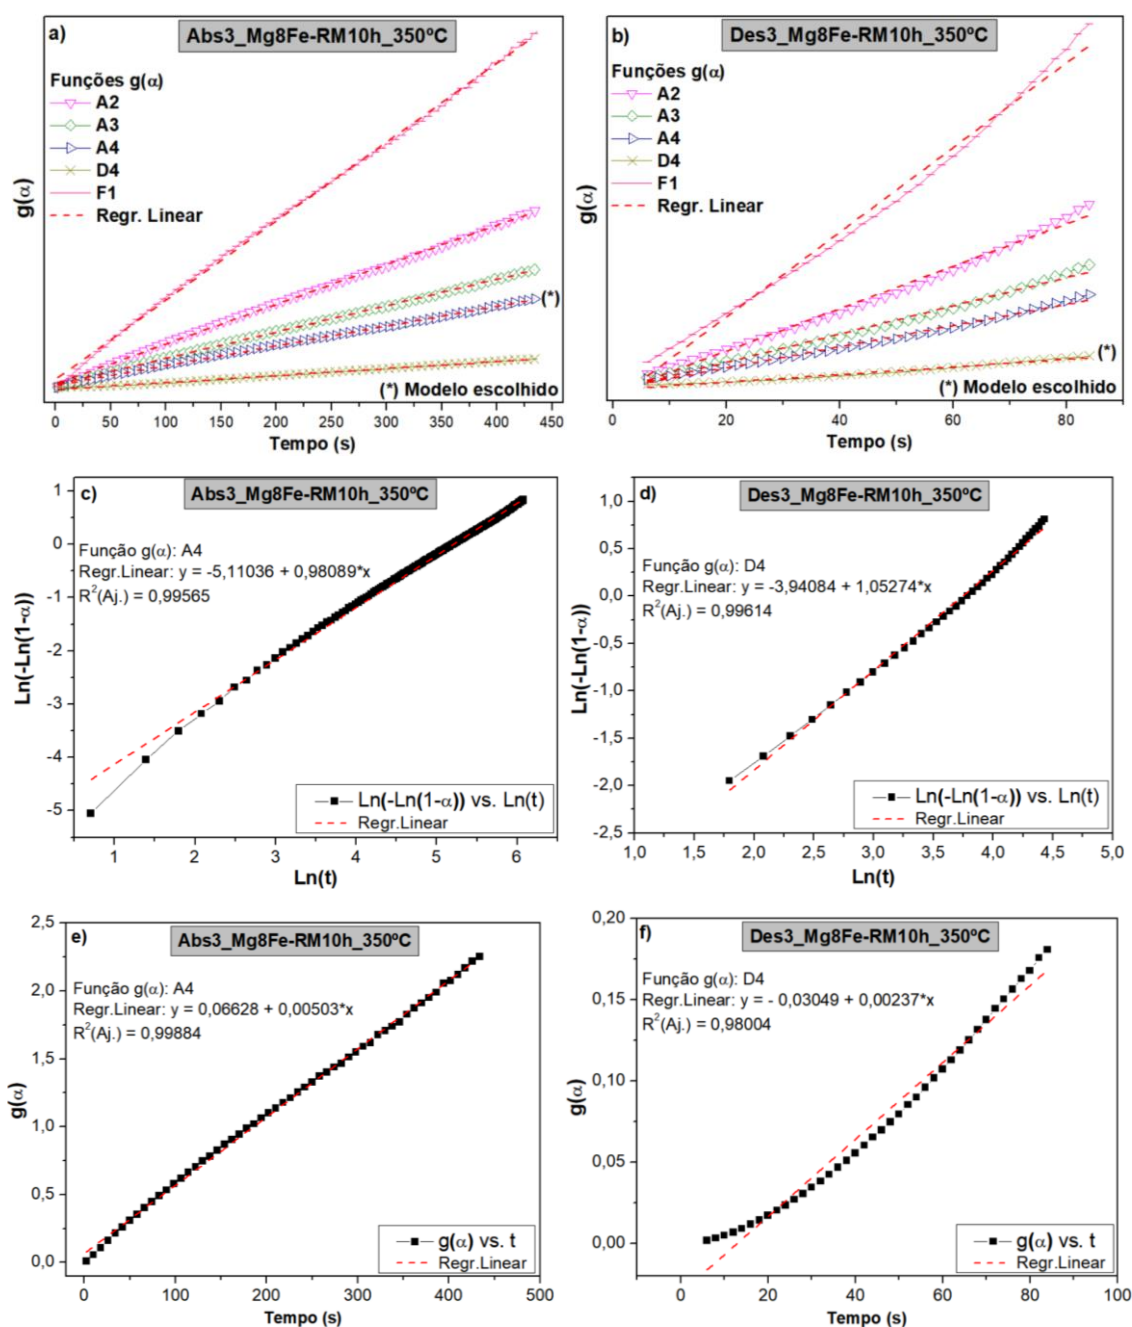 a)
Abs3_Mg8Fe-RM10h_350ºC
Funções g(α)
A2
A3
A4
D4
F1
Regr. Linear
(*)
(*) Modelo escolhido
g(α)
0 50 100 150 200 250 300 350 400 450
Tempo (s)
b)
Des3_Mg8Fe-RM10h_350ºC
Funções g(α)
A2
A3
A4
D4
F1
Regr. Linear
(*)
(*) Modelo escolhido
g(α)
0 20 40 60 80
Tempo (s)
c)
Abs3_Mg8Fe-RM10h_350ºC
Função g(α): A4
Regr.Linear: y = -5,11036 + 0,98089*x
R²(Aj.) = 0,99565
Ln(-Ln(1-α)) vs. Ln(t)
Regr.Linear
Ln(-Ln(1-α))
1
0
-1
-2
-3
-4
-5
1 2 3 4 5 6
Ln(t)
d)
Des3_Mg8Fe-RM10h_350ºC
Função g(α): D4
Regr.Linear: y = -3,94084 + 1,05274*x
R²(Aj.) = 0,99614
Ln(-Ln(1-α)) vs. Ln(t)
Regr.Linear
Ln(-Ln(1-α))
1,0
0,5
0,0
-0,5
-1,0
-1,5
-2,0
-2,5
1,0 1,5 2,0 2,5 3,0 3,5 4,0 4,5 5,0
Ln(t)
e)
Abs3_Mg8Fe-RM10h_350ºC
Função g(α): A4
Regr.Linear: y = 0,06628 + 0,00503*x
R²(Aj.) = 0,99884
g(α) vs. t
Regr.Linear
g(α)
2,5
2,0
1,5
1,0
0,5
0,0
0 100 200 300 400 500
Tempo (s)
f)
Des3_Mg8Fe-RM10h_350ºC
Função g(α): D4
Regr.Linear: y = - 0,03049 + 0,00237*x
R²(Aj.) = 0,98004
g(α) vs. t
Regr.Linear
g(α)
0,20
0,15
0,10
0,05
0,00
0 20 40 60 80 100
Tempo (s)